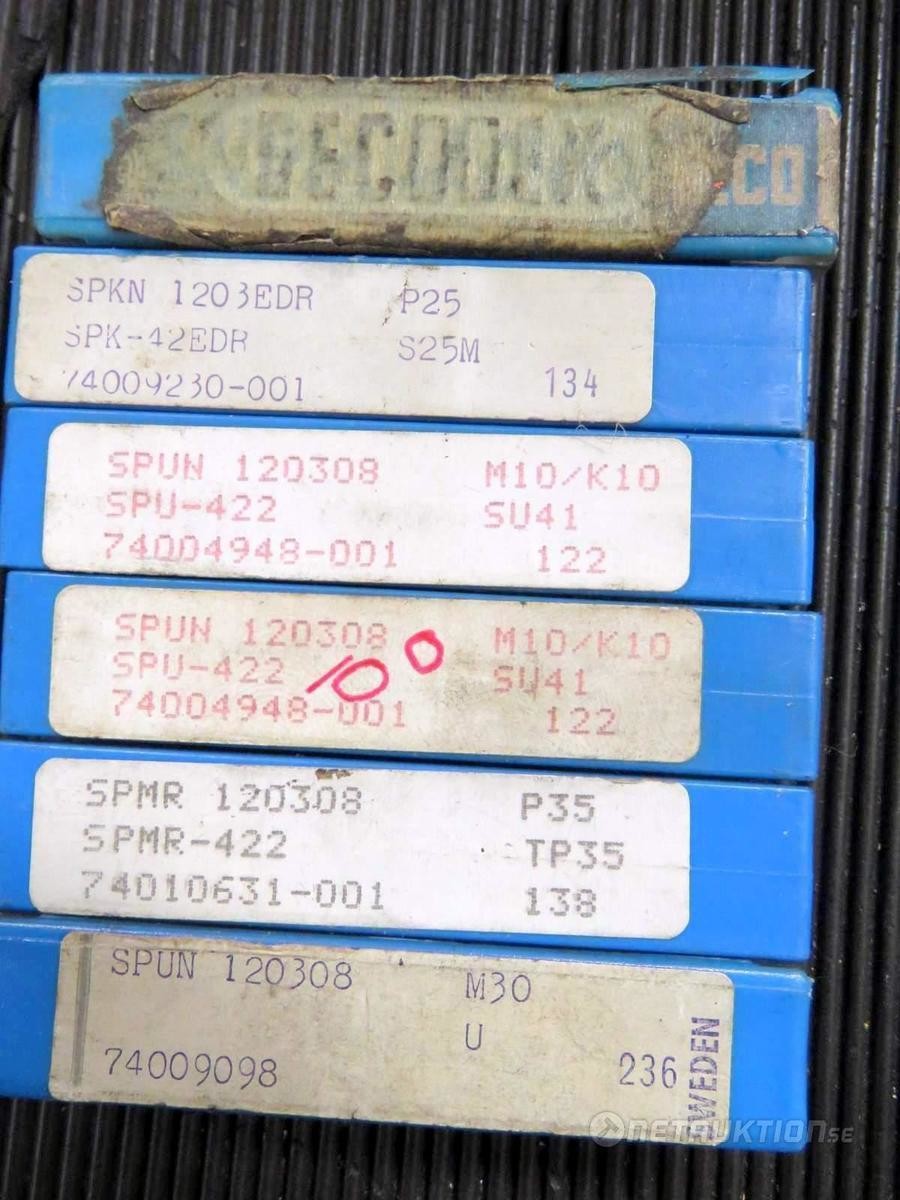 SPKN 1203EDR P25
SPK-42EDR S25M
74009230-001 134
SPUN 120308 M10/K10
SPU-422 SU41
74004948-001 122
SPUN 120308 M10/K10
SPU-422 SU41
74004948-001 122
10°
SPMR 120308 P35
SPMR-422 TP35
74010631-001 138
SPUN 120308 M30
U
74009098 236
SWEDEN
NETAUKTION.SE